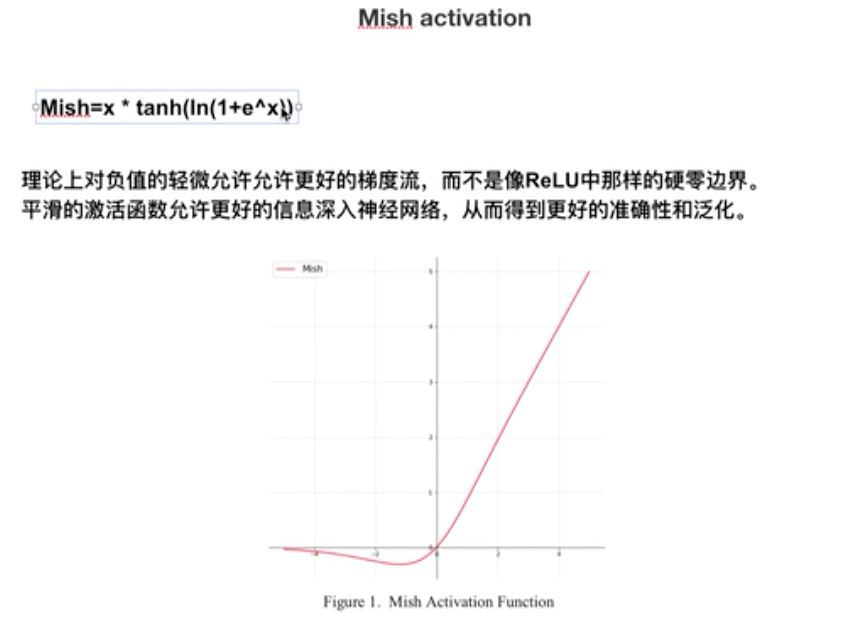 Mish activation
Mish=x * tanh(ln(1+e^x))
理论上对负值的轻微允许允许更好的梯度流，而不是像ReLU中那样的硬零边界。
平滑的激活函数允许更好的信息深入神经网络，从而得到更好的准确性和泛化。
Mish
5
4
3
2
1
0
-4 -2 0 2 4
Figure 1. Mish Activation Function